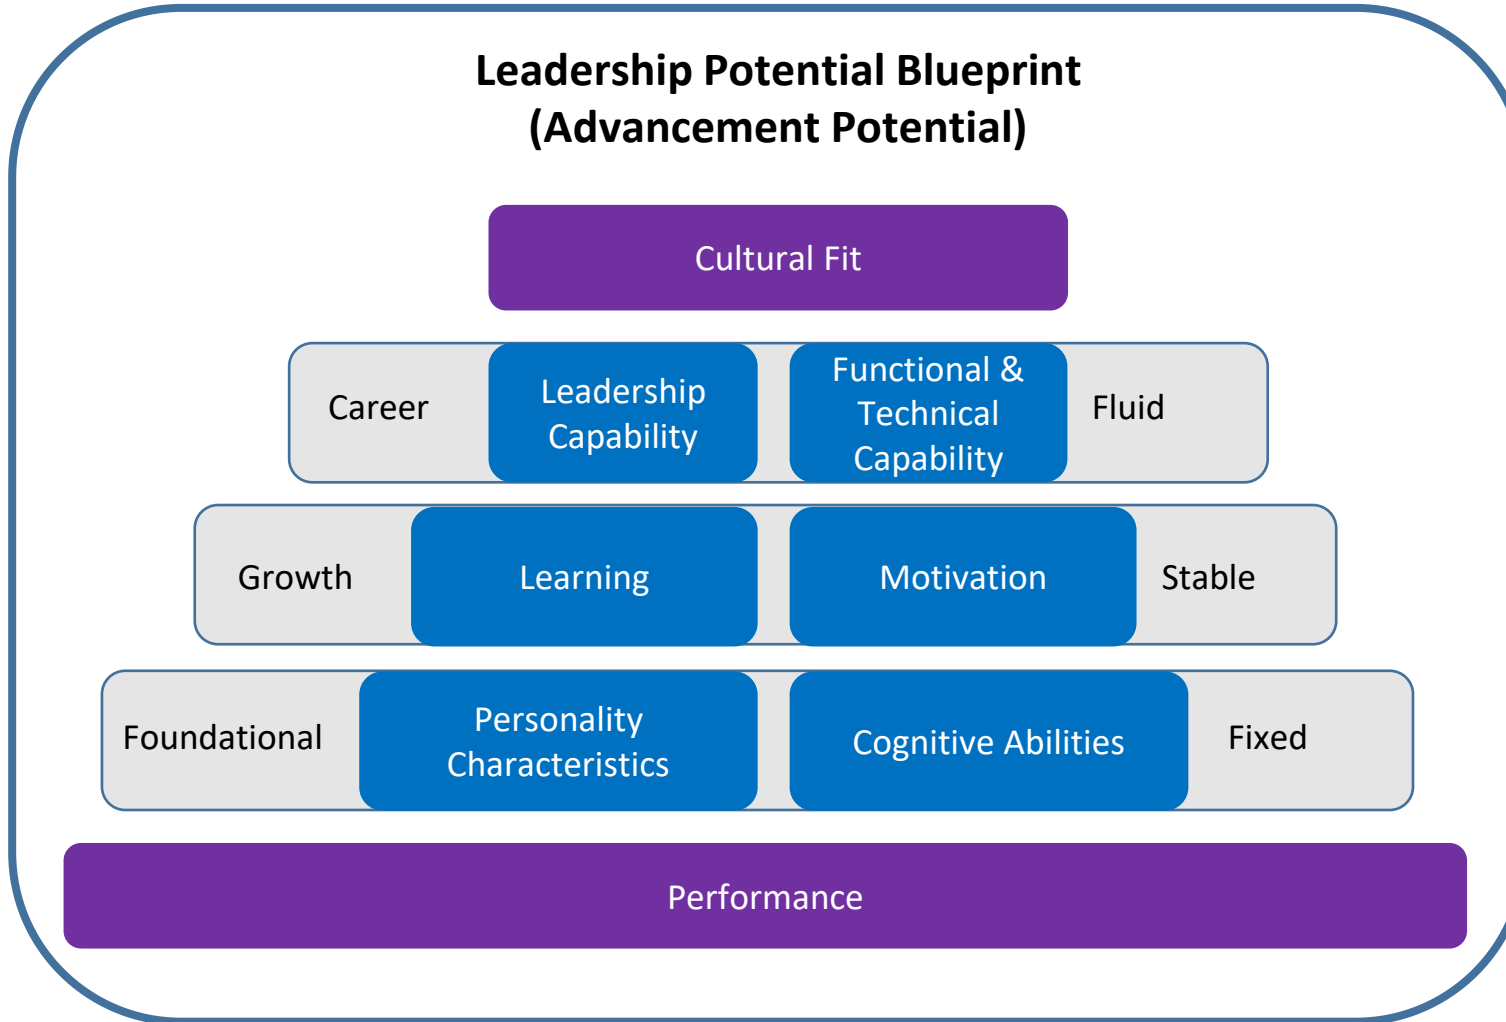 Leadership Potential Blueprint
(Advancement Potential)
Cultural Fit
Career
Leadership
Capability
Functional &
Technical
Capability
Fluid
Growth
Learning
Motivation
Stable
Foundational
Personality
Characteristics
Cognitive Abilities
Fixed
Performance